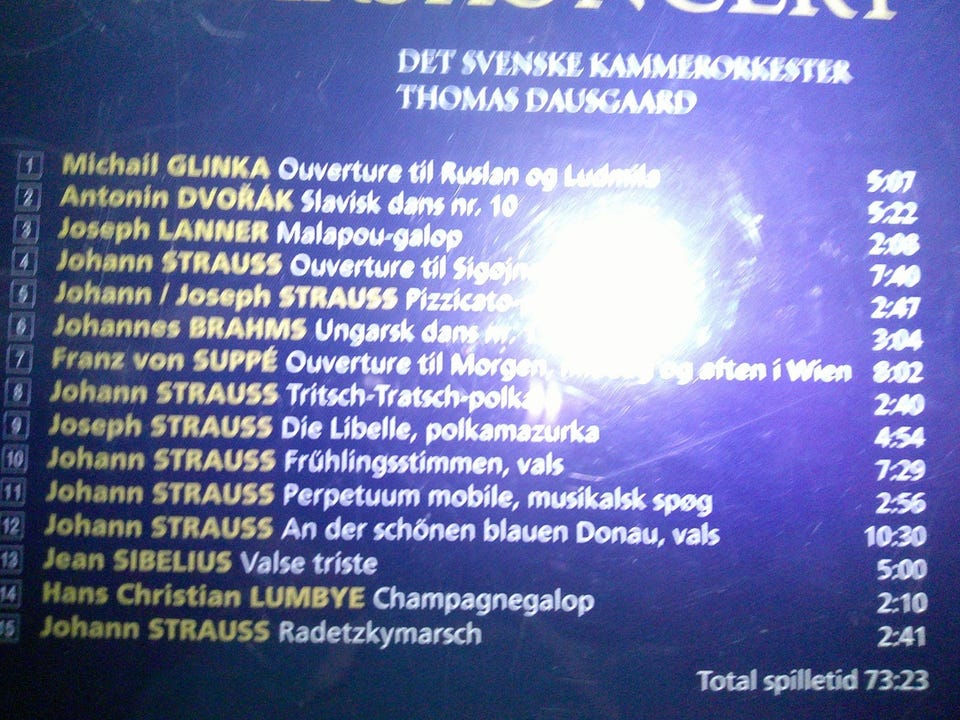 DET SVENSKE KAMMERORKESTER
THOMAS DAUSGAARD
1 Michail GLINKA Ouverture til Ruslan og Ludmila 5:07
2 Antonin DVOŘÁK Slavisk dans nr. 10 5:22
3 Joseph LANNER Malapou-galop 2:08
4 Johann STRAUSS Ouverture til 7:40
5 Johann / Joseph STRAUSS Pizzicato- 2:47
6 Johannes BRAHMS Ungarsk dans nr. 3:04
7 Franz von SUPPÉ Ouverture til Morgen, og aften i Wien 8:02
8 Johann STRAUSS Tritsch-Tratsch-polka 2:40
9 Joseph STRAUSS Die Libelle, polkamazurka 4:54
10 Johann STRAUSS Frühlingsstimmen, vals 7:29
11 Johann STRAUSS Perpetuum mobile, musikalsk spøg 2:56
12 Johann STRAUSS An der schönen blauen Donau, vals 10:30
13 Jean SIBELIUS Valse triste 5:00
14 Hans Christian LUMBYE Champagnegalop 2:10
15 Johann STRAUSS Radetzkymarsch 2:41
Total spilletid 73:23